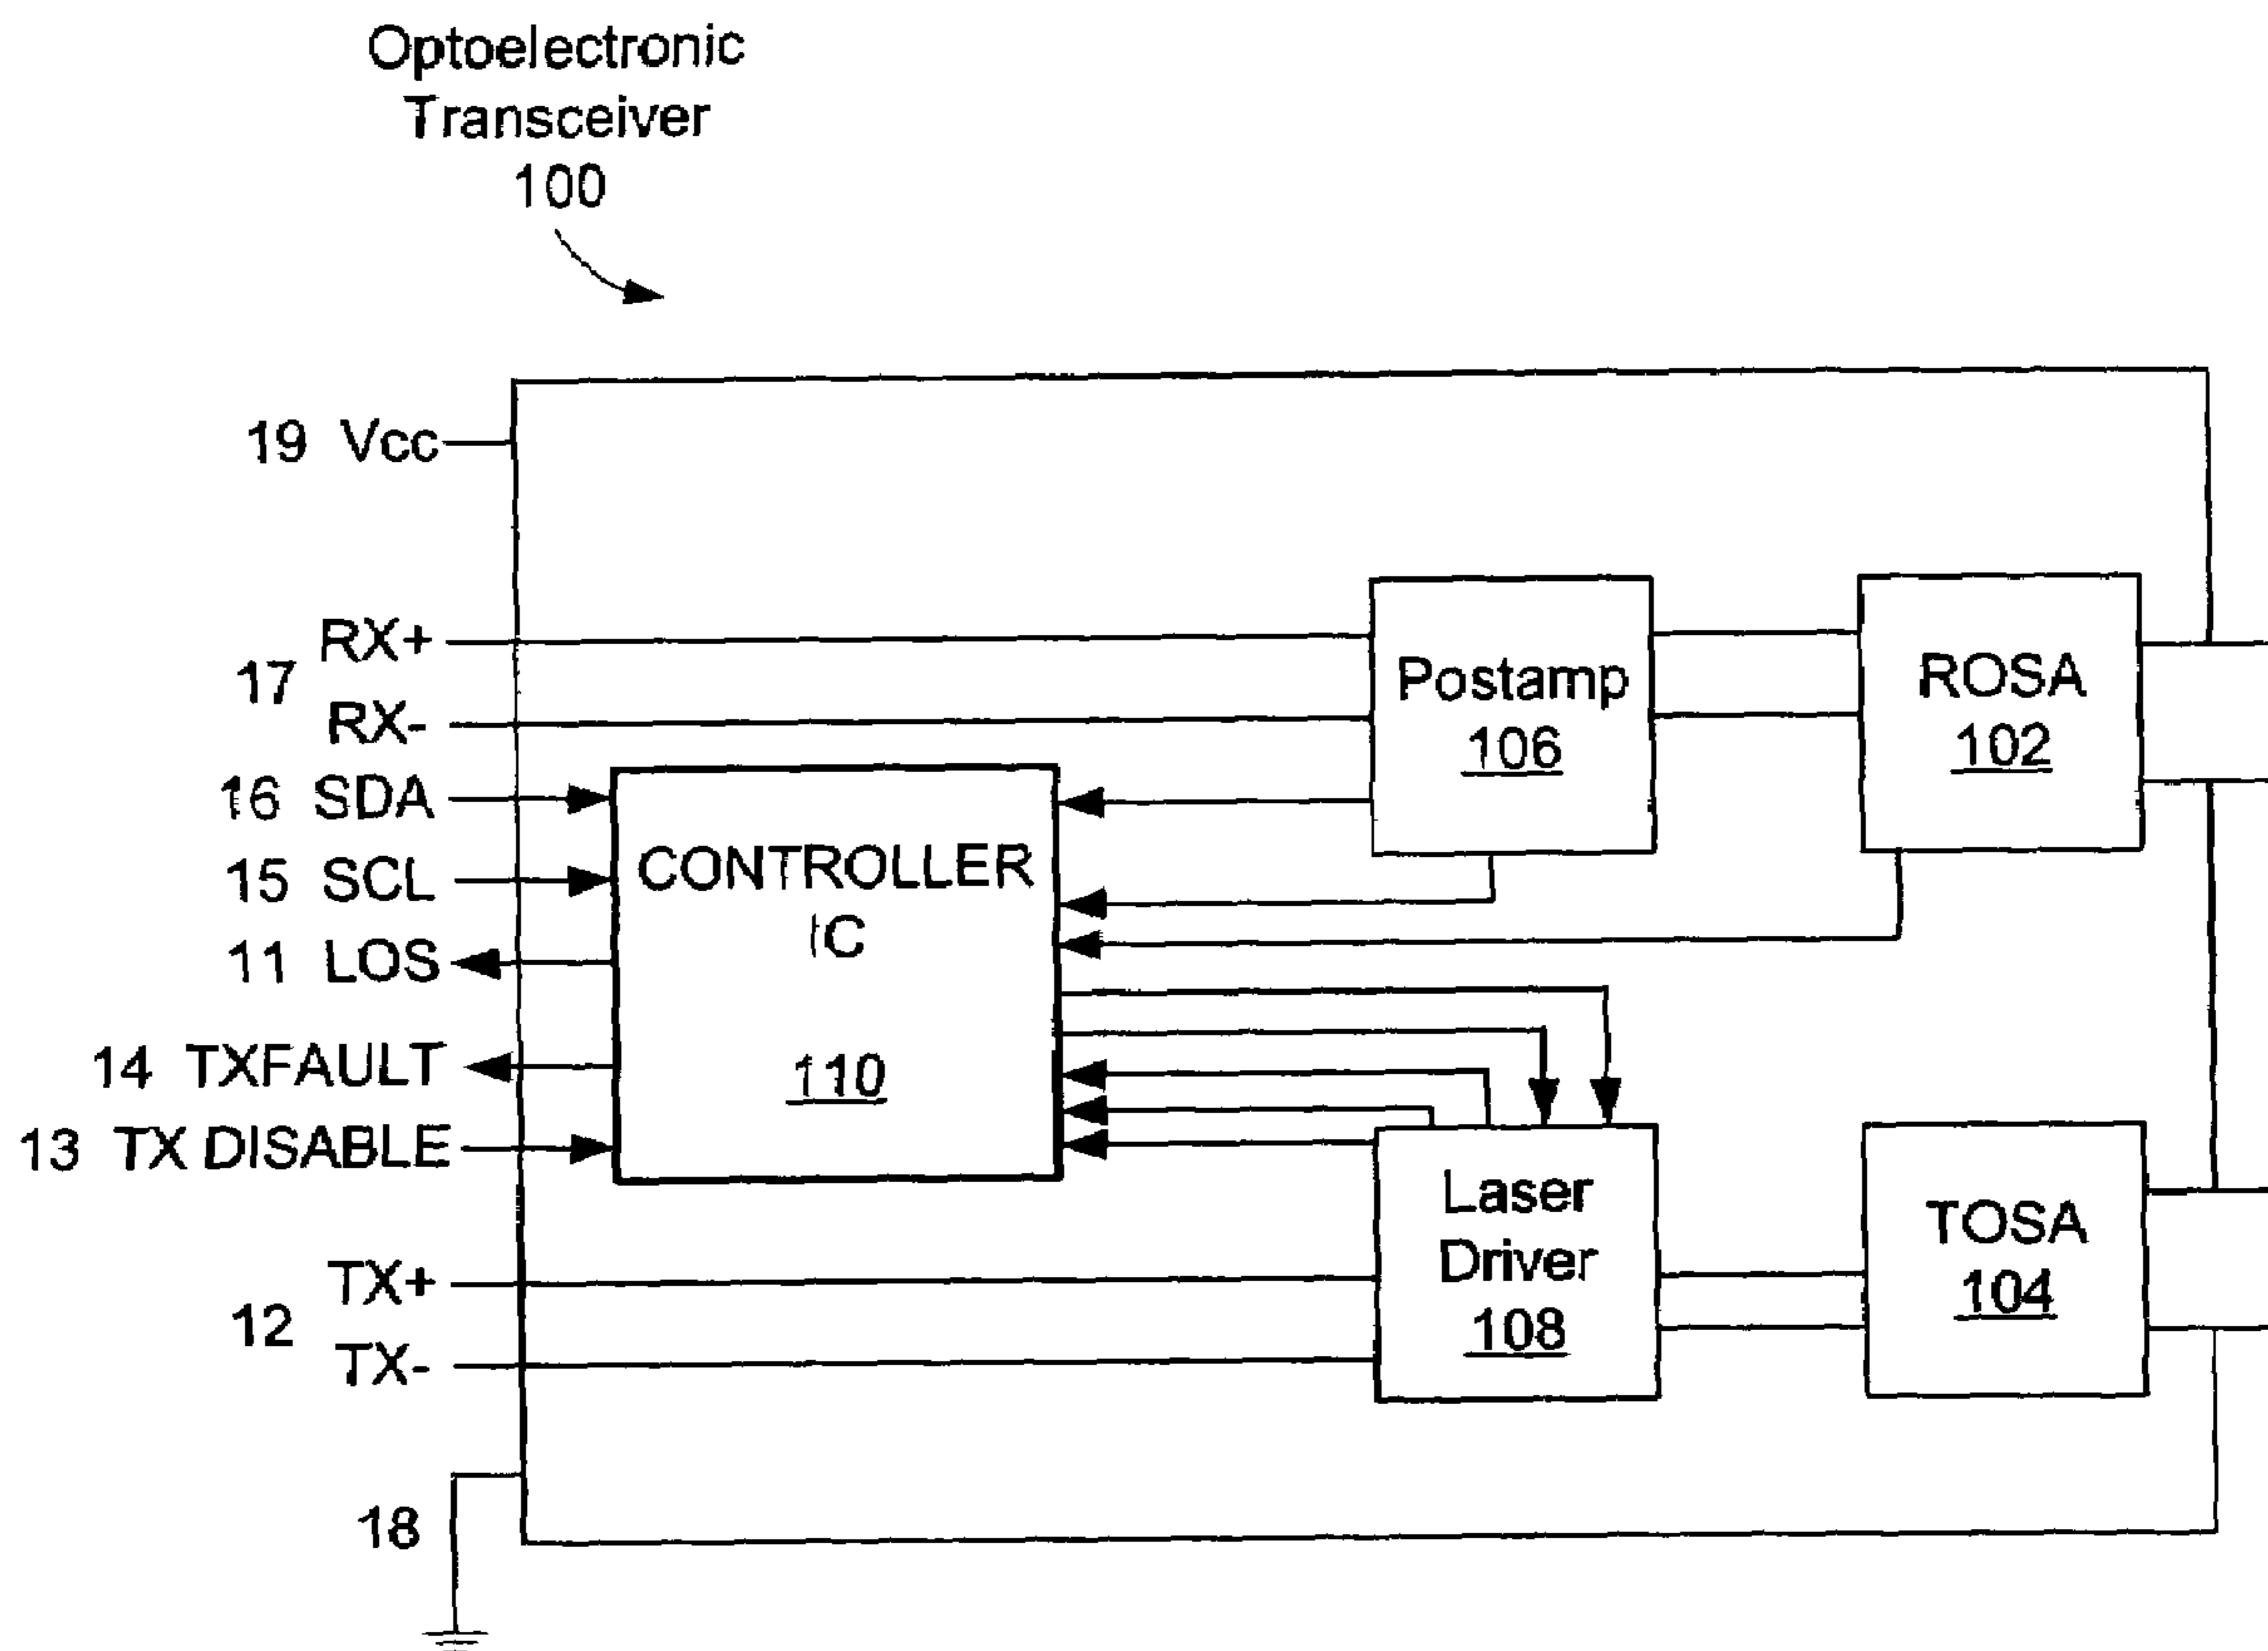 Optoelectronic
Transceiver
100
19 Vcc
RX+
17
RX-
16 SDA
15 SCL
11 LOS
14 TXFAULT
13 TX DISABLE
TX+
12
TX-
18
CONTROLLER
IC
110
Postamp
106
ROSA
102
Laser
Driver
108
TOSA
104